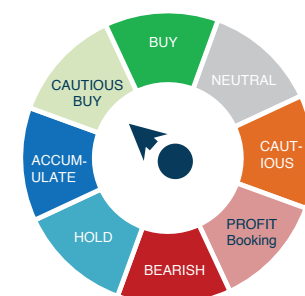 BUY
NEUTRAL
CAUT-
IOUS
PROFIT
Booking
BEARISH
HOLD
ACCUM-
ULATE
CAUTIOUS
BUY